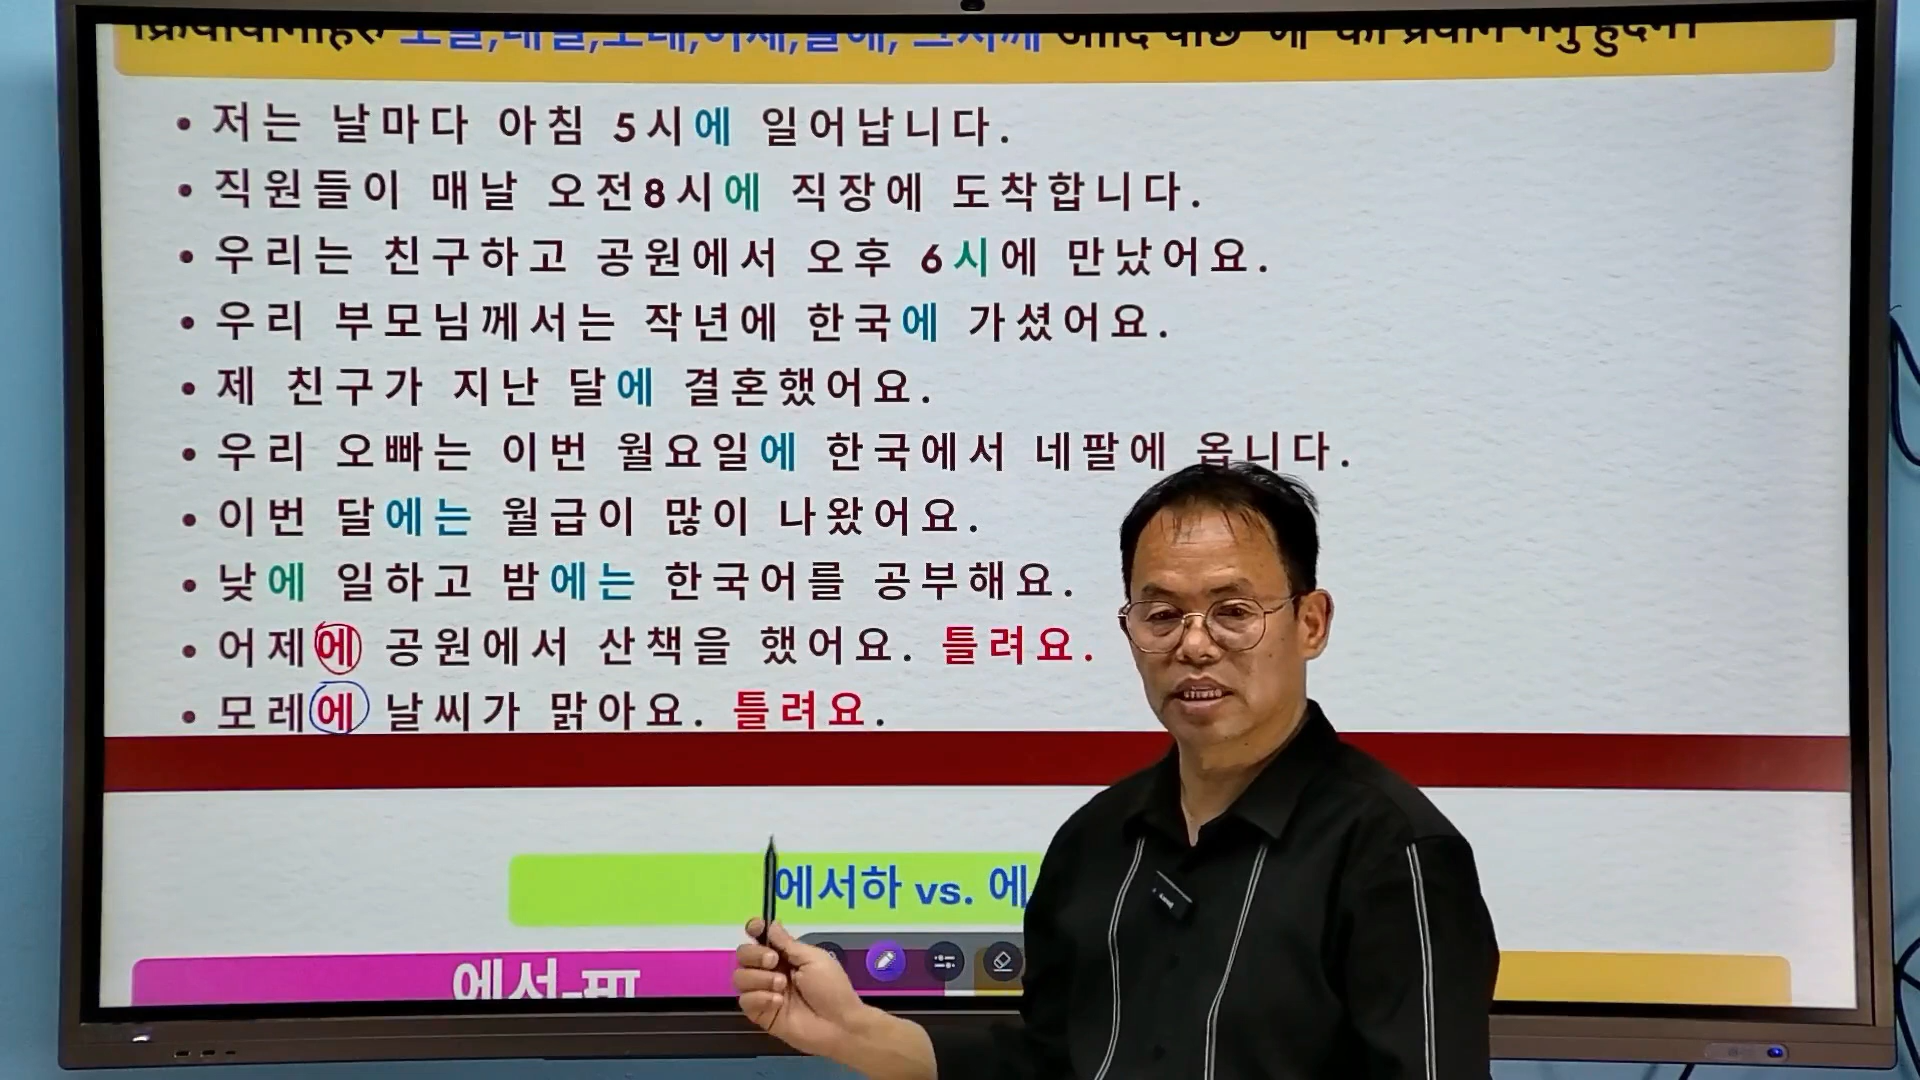 • 저는 날마다 아침 5시에 일어납니다.
• 직원들이 매날 오전8시에 직장에 도착합니다.
• 우리는 친구하고 공원에서 오후 6시에 만났어요.
• 우리 부모님께서는 작년에 한국에 가셨어요.
• 제 친구가 지난 달에 결혼했어요.
• 우리 오빠는 이번 월요일에 한국에서 네팔에 옵니다.
• 이번 달에는 월급이 많이 나왔어요.
• 낮에 일하고 밤에는 한국어를 공부해요.
• 어제에 공원에서 산책을 했어요. 틀려요.
• 모레에 날씨가 맑아요. 틀려요.
에서하 vs. 에
에서-मा